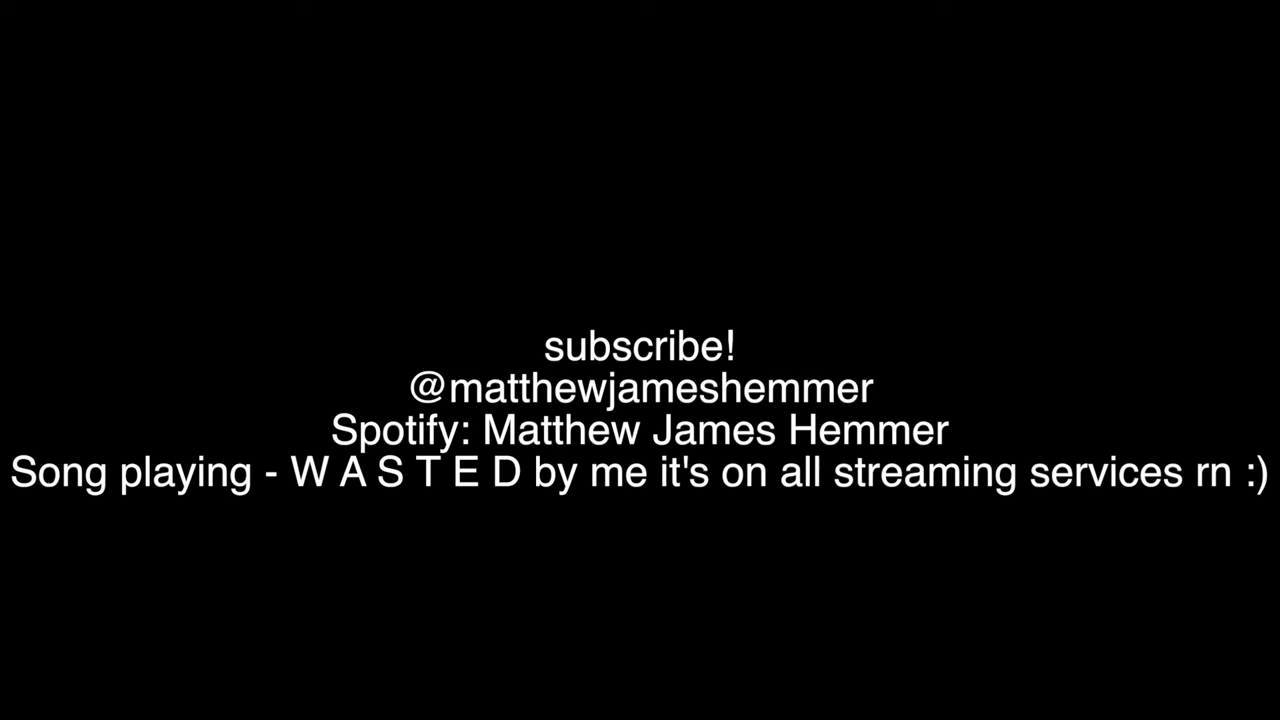 subscribe!
@matthewjameshemmer
Spotify: Matthew James Hemmer
Song playing - W A S T E D by me it's on all streaming services rn :)